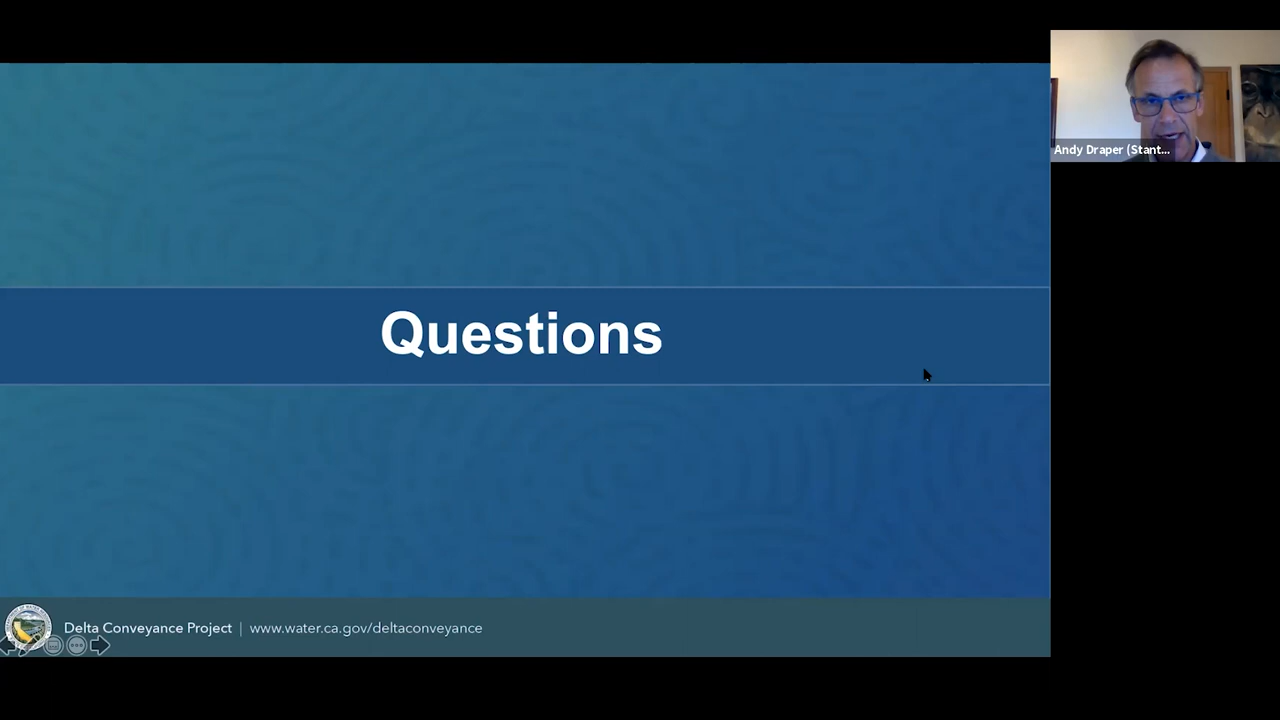 Andy Draper (Stant...
Questions
Delta Conveyance Project | www.water.ca.gov/deltaconveyance